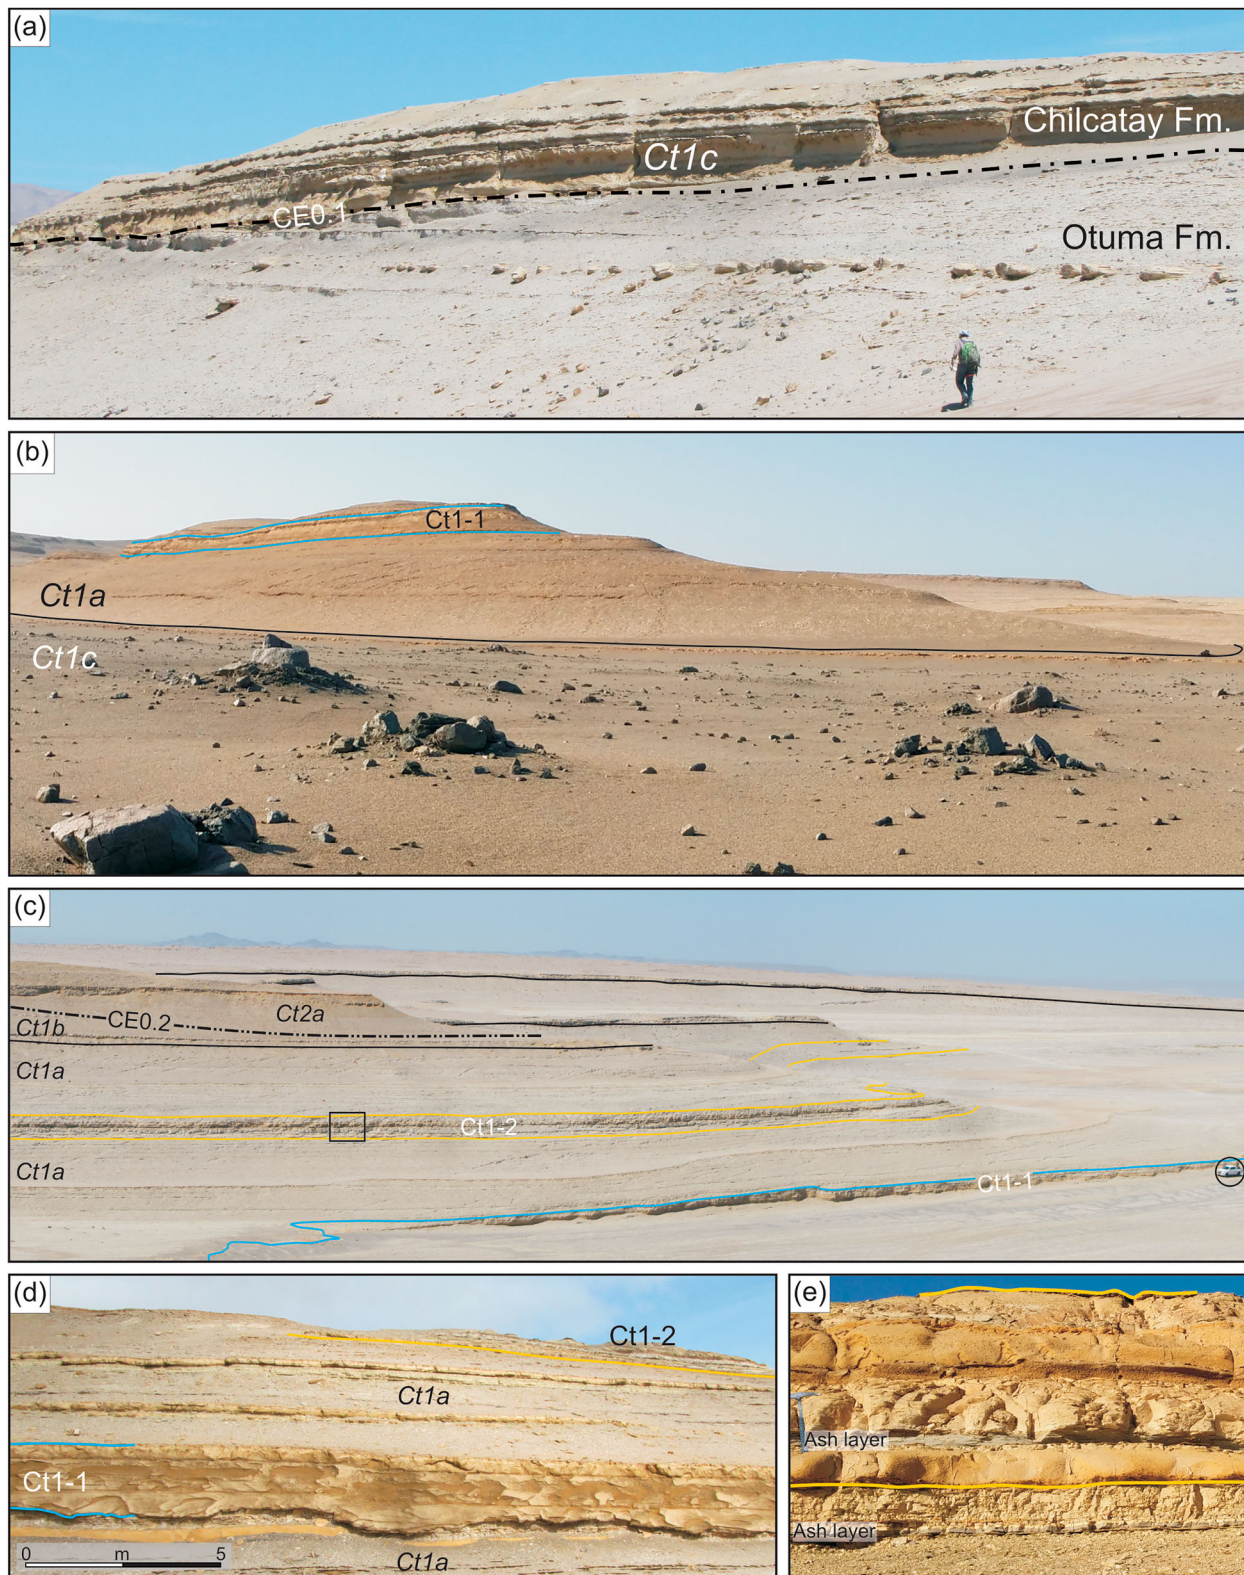 (a)
Chilcatay Fm.
Ct1c
CE0.1
Otuma Fm.
(b)
Ct1-1
Ct1a
Ct1c
(c)
Ct2a
CE0.2
Ct1b
Ct1a
Ct1-2
Ct1a
Ct1-1
(d)
Ct1-2
Ct1a
Ct1-1
0 m 5
Ct1a
(e)
Ash layer
Ash layer